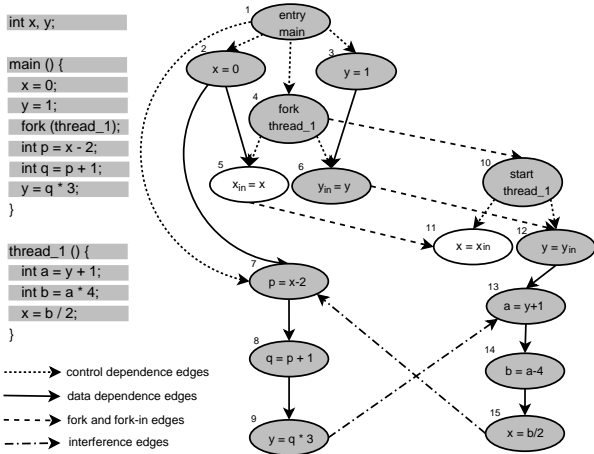 int x, y;
main () {
x = 0;
y = 1;
fork (thread_1);
int p = x - 2;
int q = p + 1;
y = q * 3;
}
thread_1 () {
int a = y + 1;
int b = a * 4;
x = b / 2;
}
control dependence edges
data dependence edges
fork and fork-in edges
interference edges
1
entry
main
2
x = 0
3
y = 1
4
fork
thread_1
5
xin = x
6
yin = y
10
start
thread_1
11
x = xin
12
y = yin
7
p = x-2
13
a = y+1
8
q = p + 1
14
b = a-4
9
y = q * 3
15
x = b/2